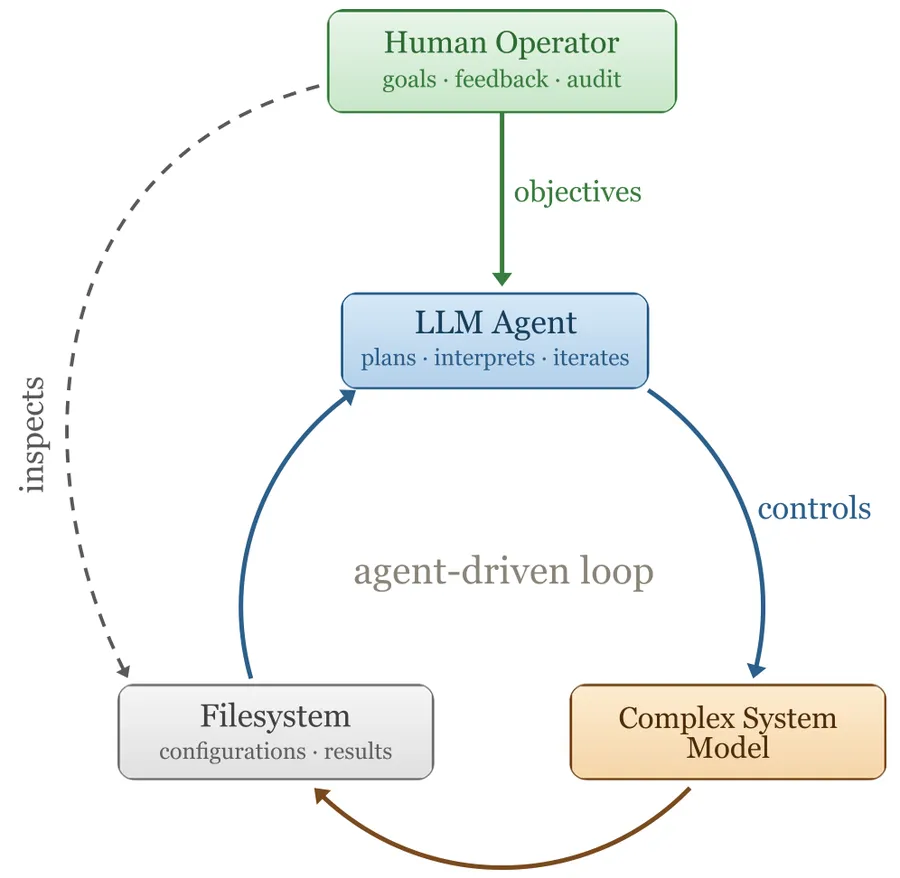 Human Operator
goals · feedback · audit
objectives
LLM Agent
plans · interprets · iterates
inspects
controls
agent-driven loop
Filesystem
configurations · results
Complex System
Model